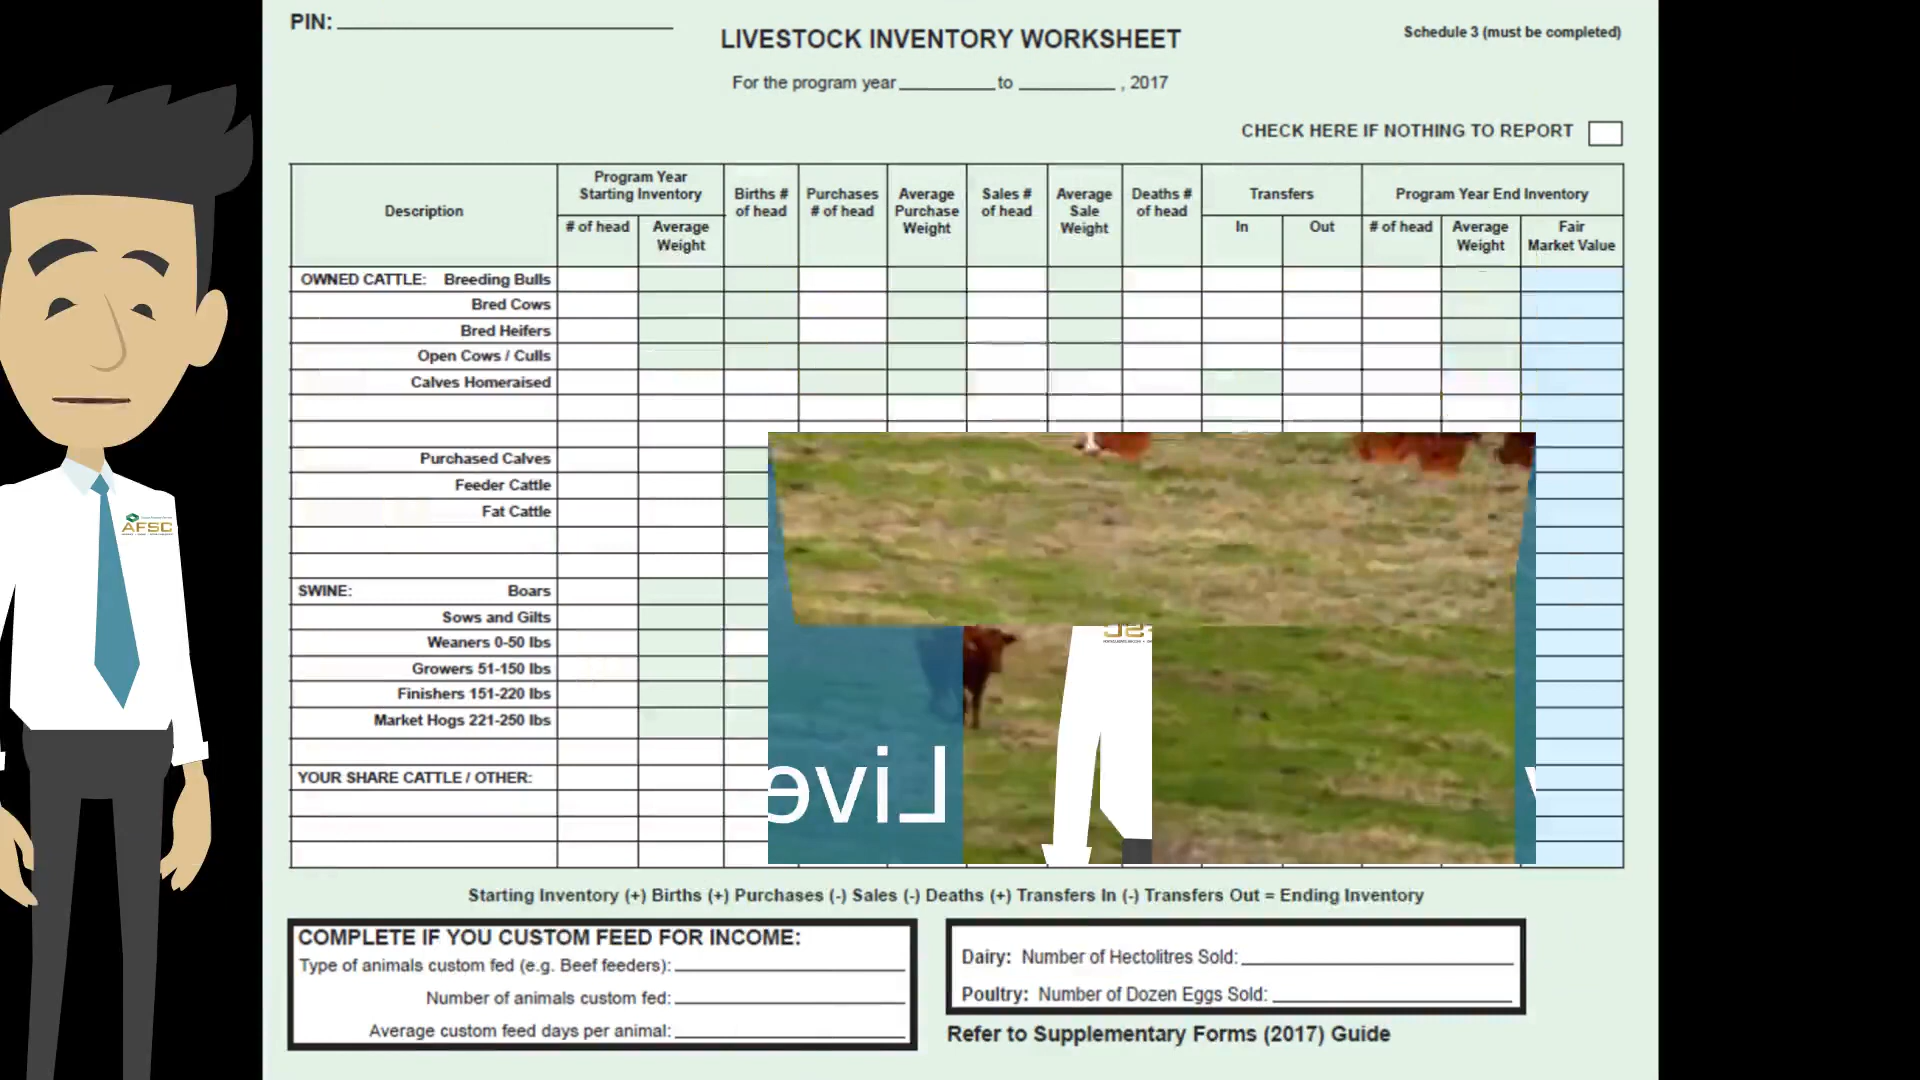 PIN:
LIVESTOCK INVENTORY WORKSHEET
Schedule 3 (must be completed)
For the program year to , 2017
CHECK HERE IF NOTHING TO REPORT
Description
Program Year Starting Inventory
# of head
Average Weight
Births # of head
Purchases # of head
Average Purchase Weight
Sales # of head
Average Sale Weight
Deaths # of head
Transfers
In
Out
Program Year End Inventory
# of head
Average Weight
Fair Market Value
OWNED CATTLE: Breeding Bulls
Bred Cows
Bred Heifers
Open Cows / Culls
Calves Homeraised
Purchased Calves
Feeder Cattle
Fat Cattle
AFSC
SWINE: Boars
Sows and Gilts
Weaners 0-50 lbs
Growers 51-150 lbs
Finishers 151-220 lbs
Market Hogs 221-250 lbs
YOUR SHARE CATTLE / OTHER:
Live
Starting Inventory (+) Births (+) Purchases (-) Sales (-) Deaths (+) Transfers In (-) Transfers Out = Ending Inventory
COMPLETE IF YOU CUSTOM FEED FOR INCOME:
Type of animals custom fed (e.g. Beef feeders):
Number of animals custom fed:
Average custom feed days per animal:
Dairy: Number of Hectolitres Sold:
Poultry: Number of Dozen Eggs Sold:
Refer to Supplementary Forms (2017) Guide